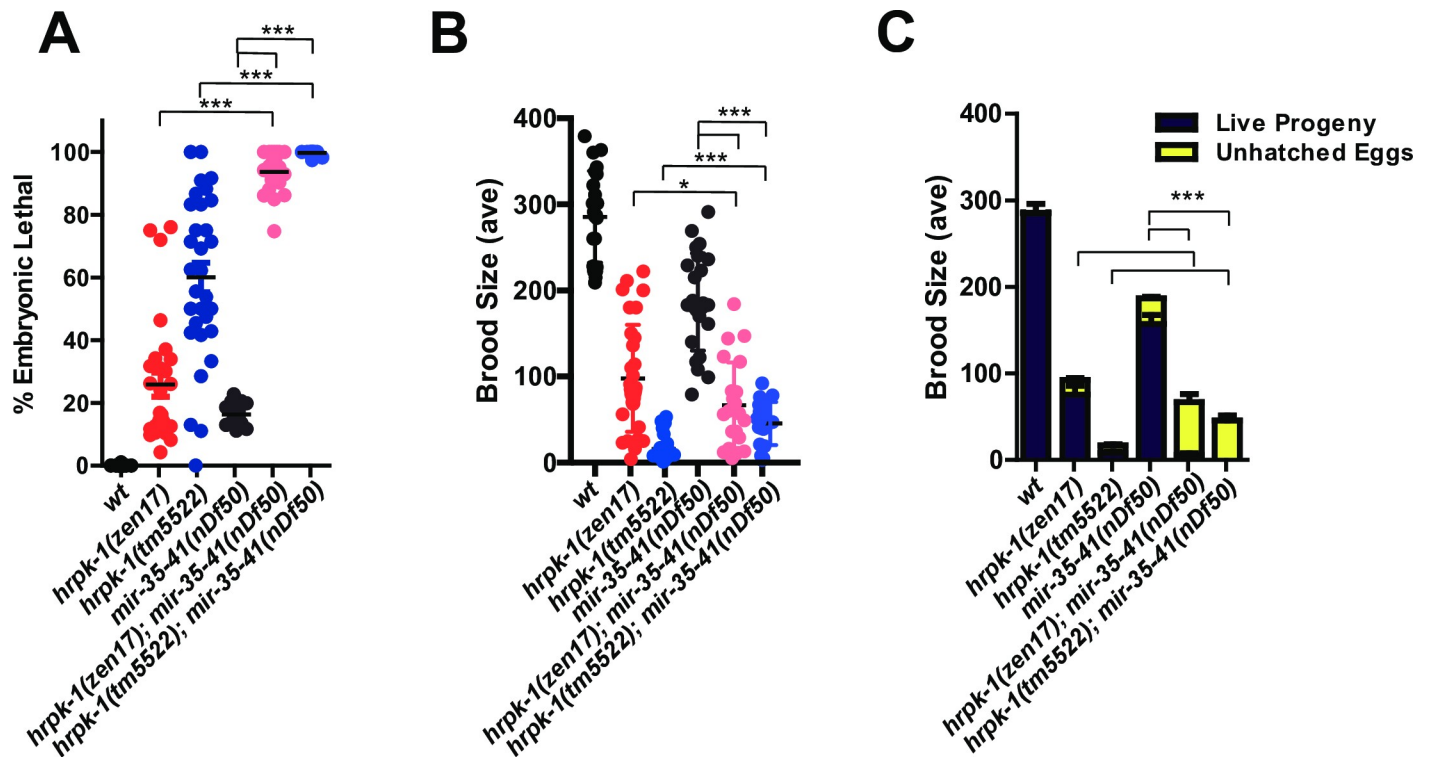 A
B
C
***
***
***
% Embryonic Lethal
100
80
60
40
20
0
wt
hrpk-1(zen17)
hrpk-1(tm5522)
mir-35-41(nDf50)
hrpk-1(zen17); mir-35-41(nDf50)
hrpk-1(tm5522); mir-35-41(nDf50)
***
***
*
Brood Size (ave)
400
300
200
100
0
wt
hrpk-1(zen17)
hrpk-1(tm5522)
mir-35-41(nDf50)
hrpk-1(zen17); mir-35-41(nDf50)
hrpk-1(tm5522); mir-35-41(nDf50)
Live Progeny
Unhatched Eggs
***
Brood Size (ave)
400
300
200
100
0
wt
hrpk-1(zen17)
hrpk-1(tm5522)
mir-35-41(nDf50)
hrpk-1(zen17); mir-35-41(nDf50)
hrpk-1(tm5522); mir-35-41(nDf50)